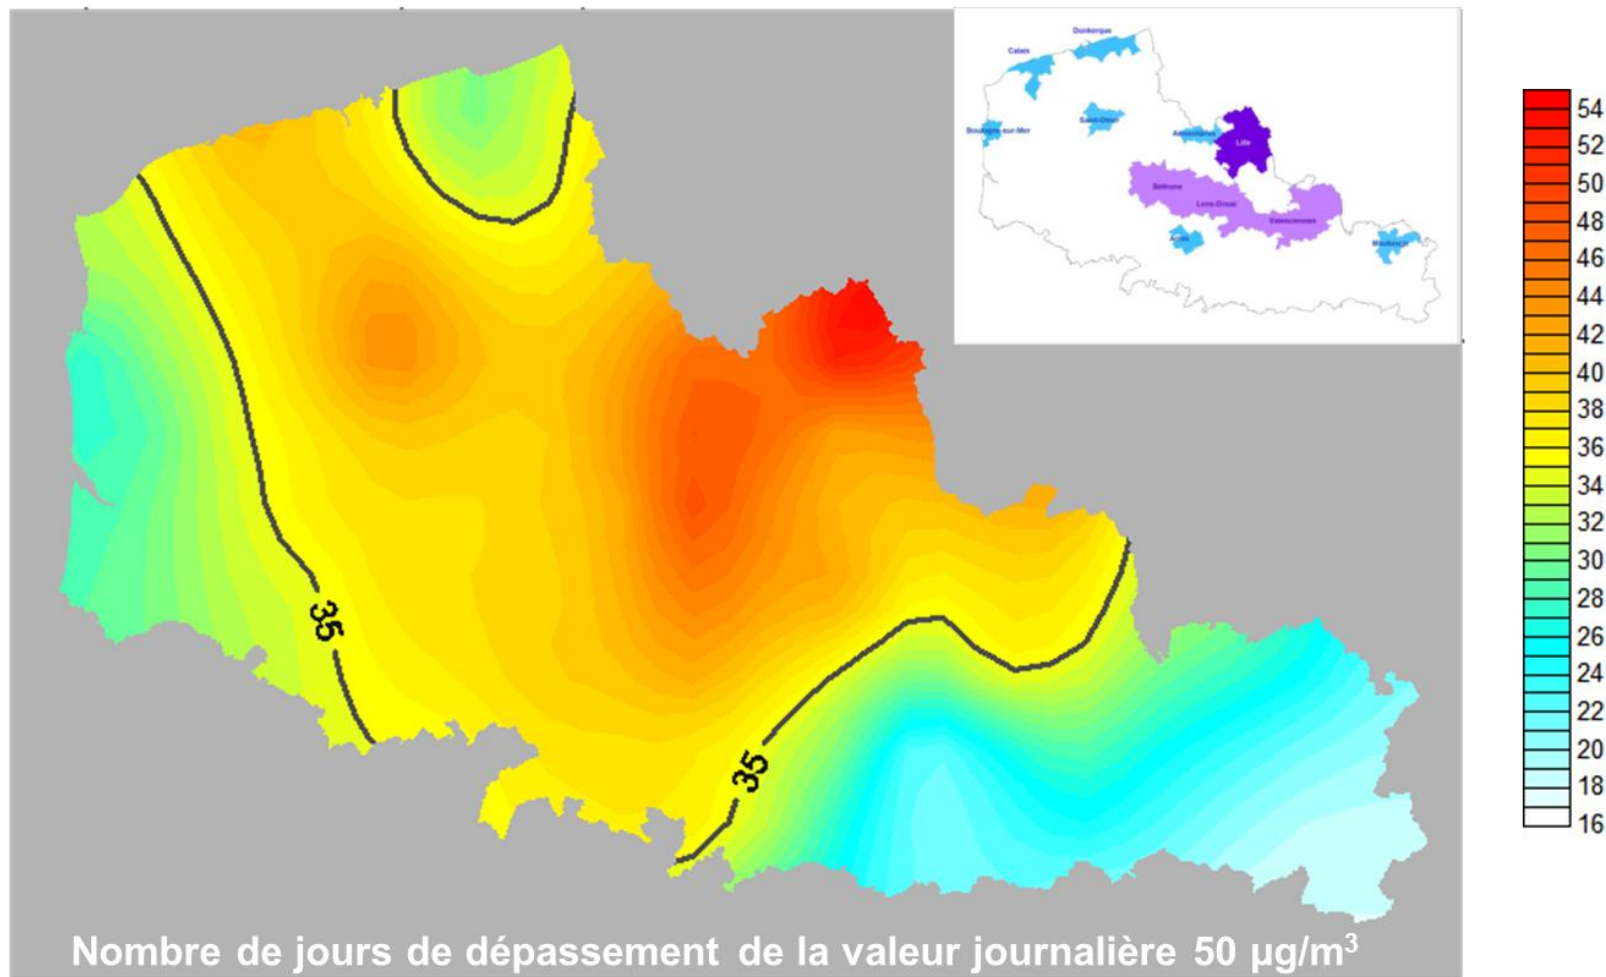 Dunkerque
Calais
Boulogne-sur-Mer
Saint-Omer
Armentières
Lille
Béthune
Lens-Douai
Valenciennes
Arras
Maubeuge
35
35
54
52
50
48
46
44
42
40
38
36
34
32
30
28
26
24
22
20
18
16
Nombre de jours de dépassement de la valeur journalière 50 µg/m³